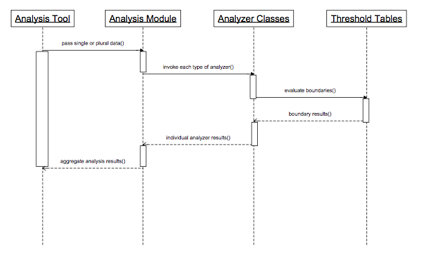 Analysis Tool
Analysis Module
Analyzer Classes
Threshold Tables
pass single or plural data()
invoke each type of analyzer()
evaluate boundaries()
boundary results()
individual analyzer results()
aggregate analysis results()